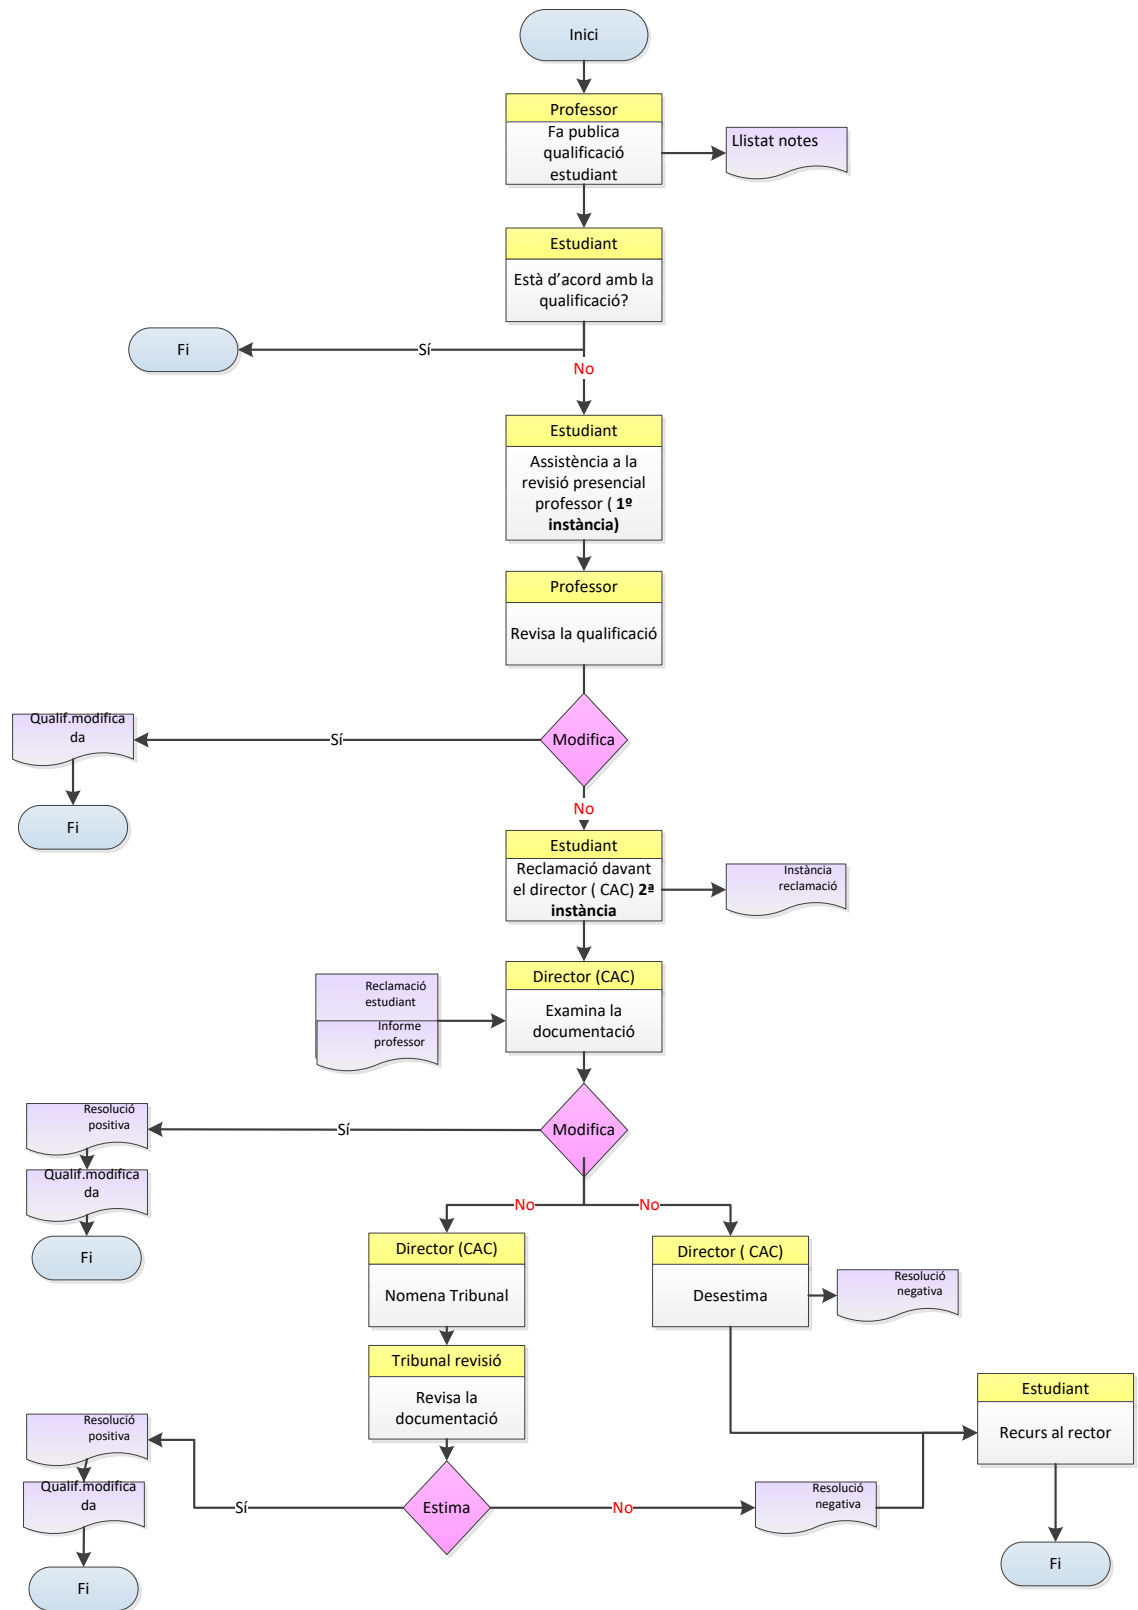 Inici
Professor
Fa publica
qualificació
estudiant
Llistat notes
Estudiant
Està d'acord amb la
qualificació?
Fi
Sí
No
Estudiant
Assistència a la
revisió presencial
professor ( 1º
instància)
Professor
Revisa la qualificació
Qualif.modifica
da
Sí
Modifica
Fi
No
Estudiant
Reclamació davant
el director ( CAC) 2ª
instància
Instància
reclamació
Director (CAC)
Examina la
documentació
Reclamació
estudiant
Informe
professor
Resolució
positiva
Sí
Modifica
Qualif.modifica
da
Fi
No
No
Director (CAC)
Nomena Tribunal
Director ( CAC)
Desestima
Resolució
negativa
Tribunal revisió
Revisa la
documentació
Estudiant
Recurs al rector
Resolució
positiva
Qualif.modifica
da
Sí
Estima
No
Resolució
negativa
Fi
Fi